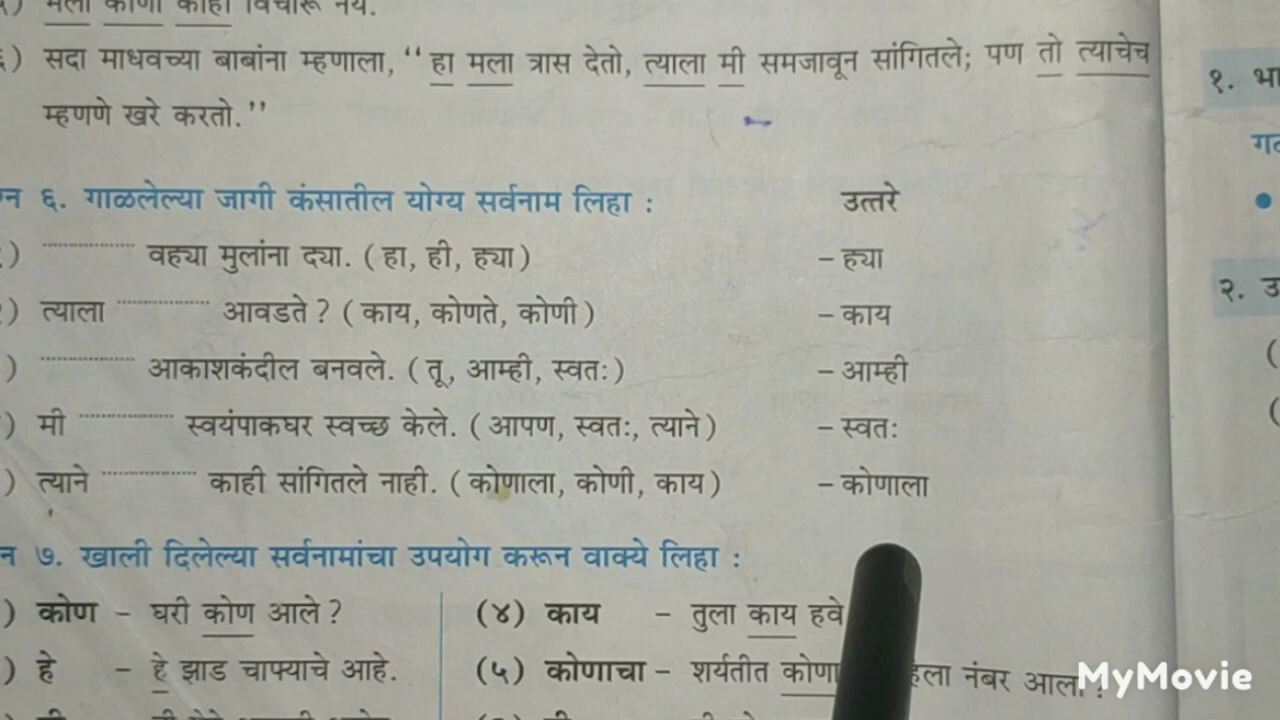 मला कोणी काही विचारू नये.
सदा माधवच्या बाबांना म्हणाला, “हा मला त्रास देतो, त्याला मी समजावून सांगितले; पण तो त्याचेच
म्हणणे खरे करतो.”
६. गाळलेल्या जागी कंसातील योग्य सर्वनाम लिहा : उत्तरे
) .................. वह्या मुलांना द्या. (हा, ही, ह्या) – ह्या
) त्याला .................. आवडते ? (काय, कोणते, कोणी) – काय
) .................. आकाशकंदील बनवले. (तू, आम्ही, स्वतः) – आम्ही
) मी .................. स्वयंपाकघर स्वच्छ केले. (आपण, स्वतः, त्याने) – स्वतः
) त्याने .................. काही सांगितले नाही. (कोणाला, कोणी, काय) – कोणाला
७. खाली दिलेल्या सर्वनामांचा उपयोग करून वाक्ये लिहा :
) कोण – घरी कोण आले ? (४) काय – तुला काय हवे
) हे – हे झाड चाफ्याचे आहे. (५) कोणाचा – शर्यतीत नंबर आला ?
१.
२.
MyMovie